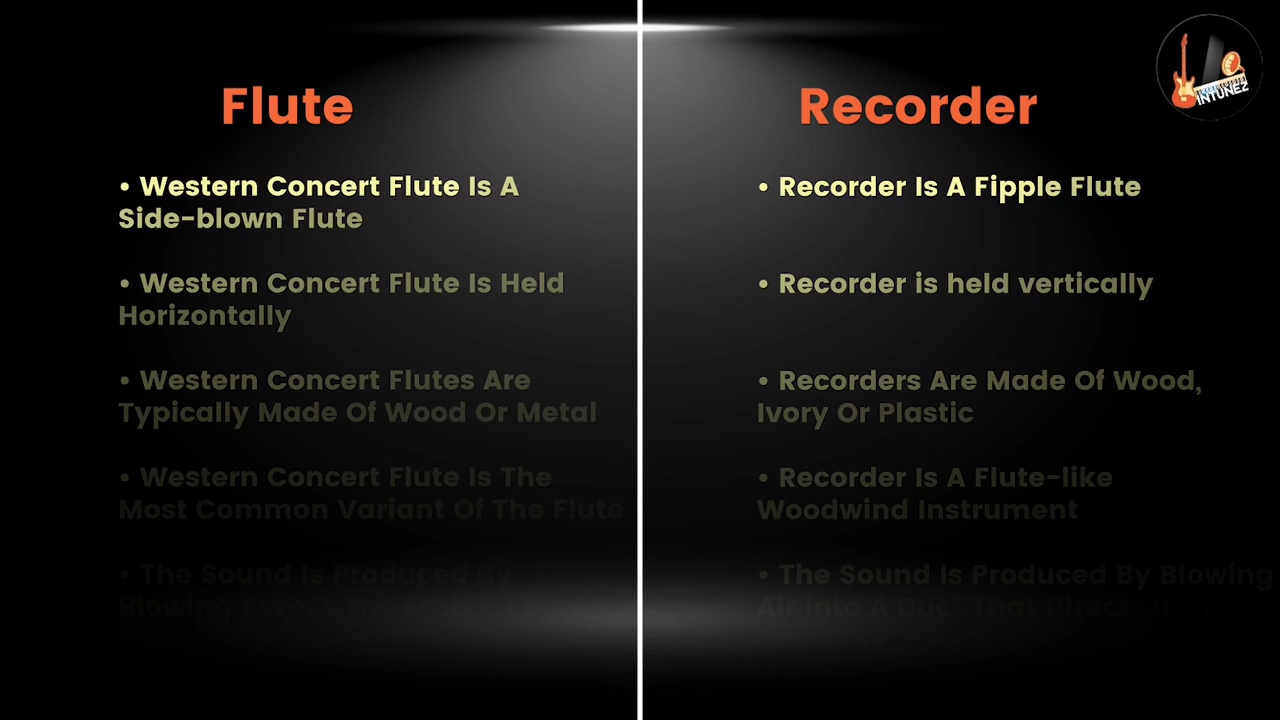 Flute
• Western Concert Flute Is A
Side-blown Flute
• Western Concert Flute Is Held
Horizontally
• Western Concert Flutes Are
Typically Made Of Wood Or Metal
• Western Concert Flute Is The
Most Common Variant Of The Flute
• The Sound Is Produced By
Blowing Across The
Recorder
• Recorder Is A Fipple Flute
• Recorder is held vertically
• Recorders Are Made Of Wood,
Ivory Or Plastic
• Recorder Is A Flute-like
Woodwind Instrument
• The Sound Is Produced By Blowing
Air Into A Duct That
INTUNEZ